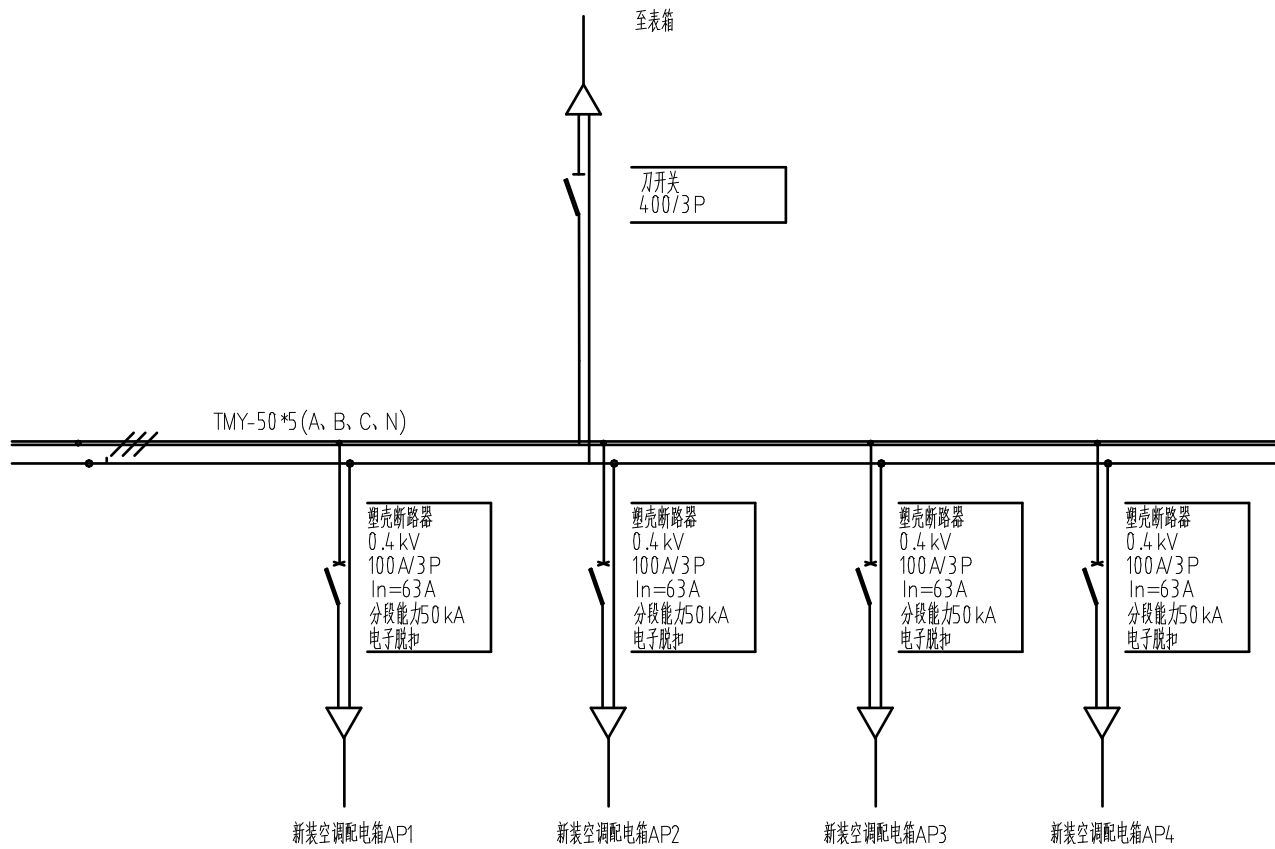 至表箱
刀开关
400/3P
TMY-50*5(A、B、C、N)
塑壳断路器
0.4kV
100A/3P
In=63A
分段能力50kA
电子脱扣
塑壳断路器
0.4kV
100A/3P
In=63A
分段能力50kA
电子脱扣
塑壳断路器
0.4kV
100A/3P
In=63A
分段能力50kA
电子脱扣
塑壳断路器
0.4kV
100A/3P
In=63A
分段能力50kA
电子脱扣
新装空调配电箱AP1
新装空调配电箱AP2
新装空调配电箱AP3
新装空调配电箱AP4